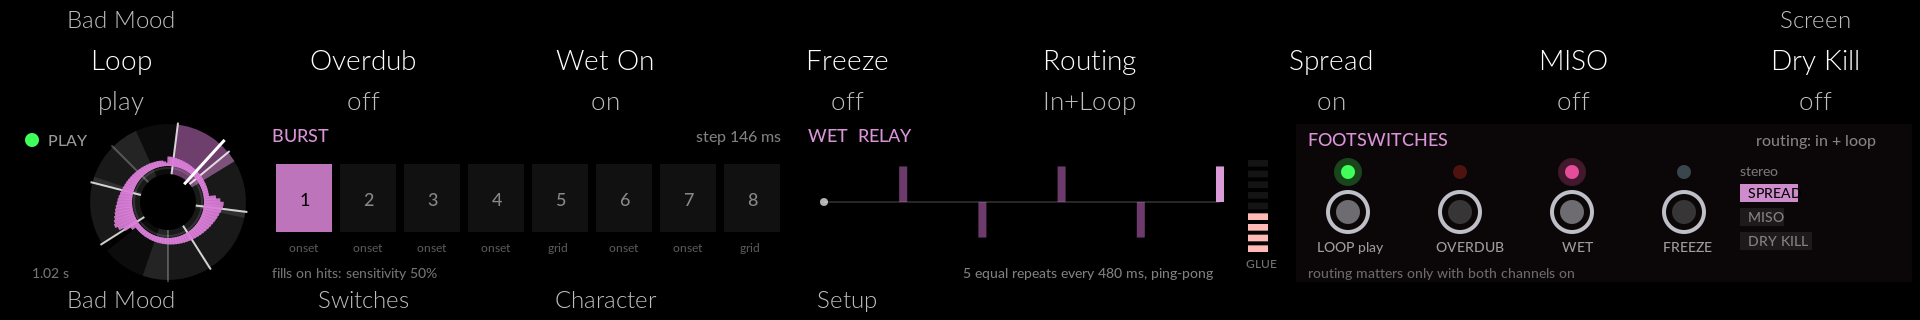 Bad Mood Screen
Loop Overdub Wet On Freeze Routing Spread MISO Dry Kill
play off on off In+Loop on off off
PLAY BURST step 146 ms WET RELAY FOOTSWITCHES routing: in + loop
stereo
SPREAD
1 2 3 4 5 6 7 8
MISO
DRY KILL
onset onset onset onset grid onset onset grid LOOP play OVERDUB WET FREEZE
GLUE
1.02 s fills on hits: sensitivity 50% 5 equal repeats every 480 ms, ping-pong routing matters only with both channels on
Bad Mood Switches Character Setup